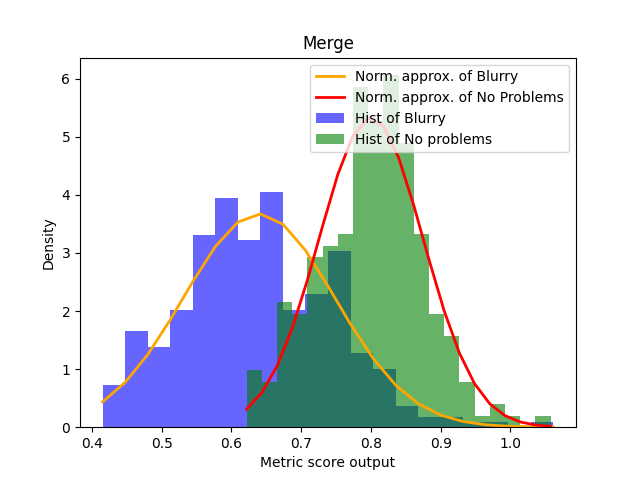 Merge
Norm. approx. of Blurry
Norm. approx. of No Problems
Hist of Blurry
Hist of No problems
Density
6
5
4
3
2
1
0
0.4 0.5 0.6 0.7 0.8 0.9 1.0
Metric score output